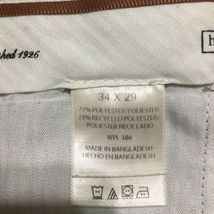 shed 1926
h
34 X 29
77% POLYESTER/POLIESTER
23% RECYCLED POLYESTER
POLIESTER RECICLADO
WPL 386
MADE IN BANGLADESH
HECHO EN BANGLADESH